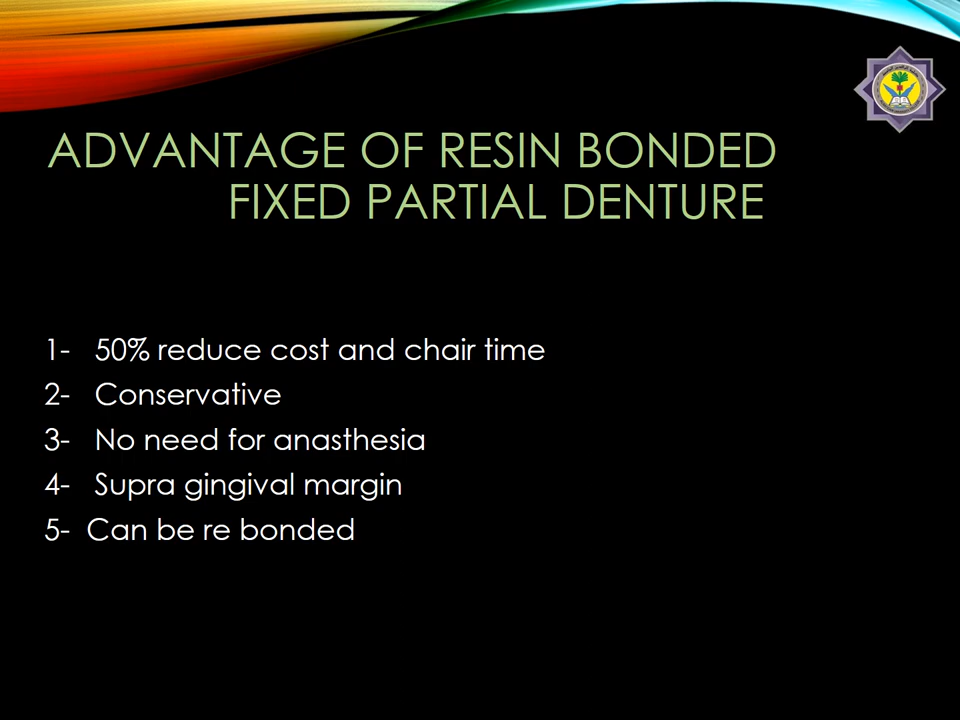 ADVANTAGE OF RESIN BONDED
FIXED PARTIAL DENTURE
1- 50% reduce cost and chair time
2- Conservative
3- No need for anasthesia
4- Supra gingival margin
5- Can be re bonded